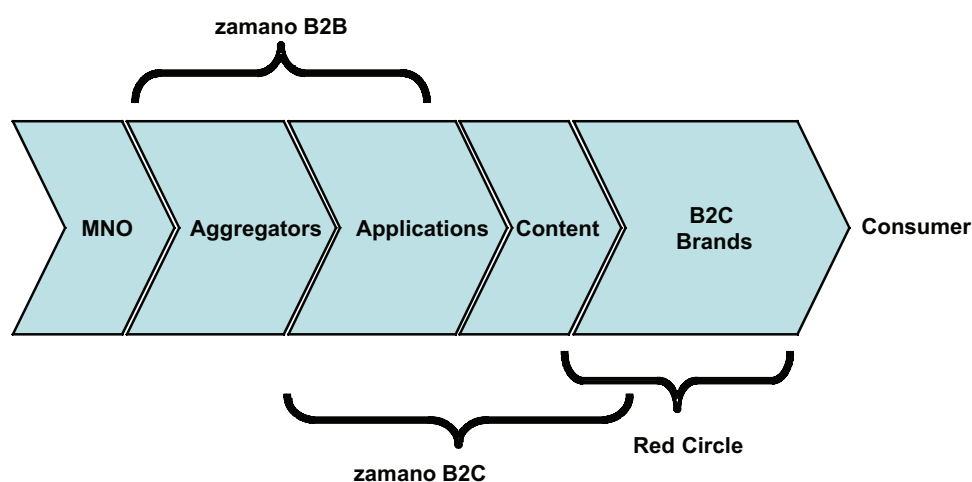 zamano B2B
MNO
Aggregators
Applications
Content
B2C
Brands
Consumer
Red Circle
zamano B2C